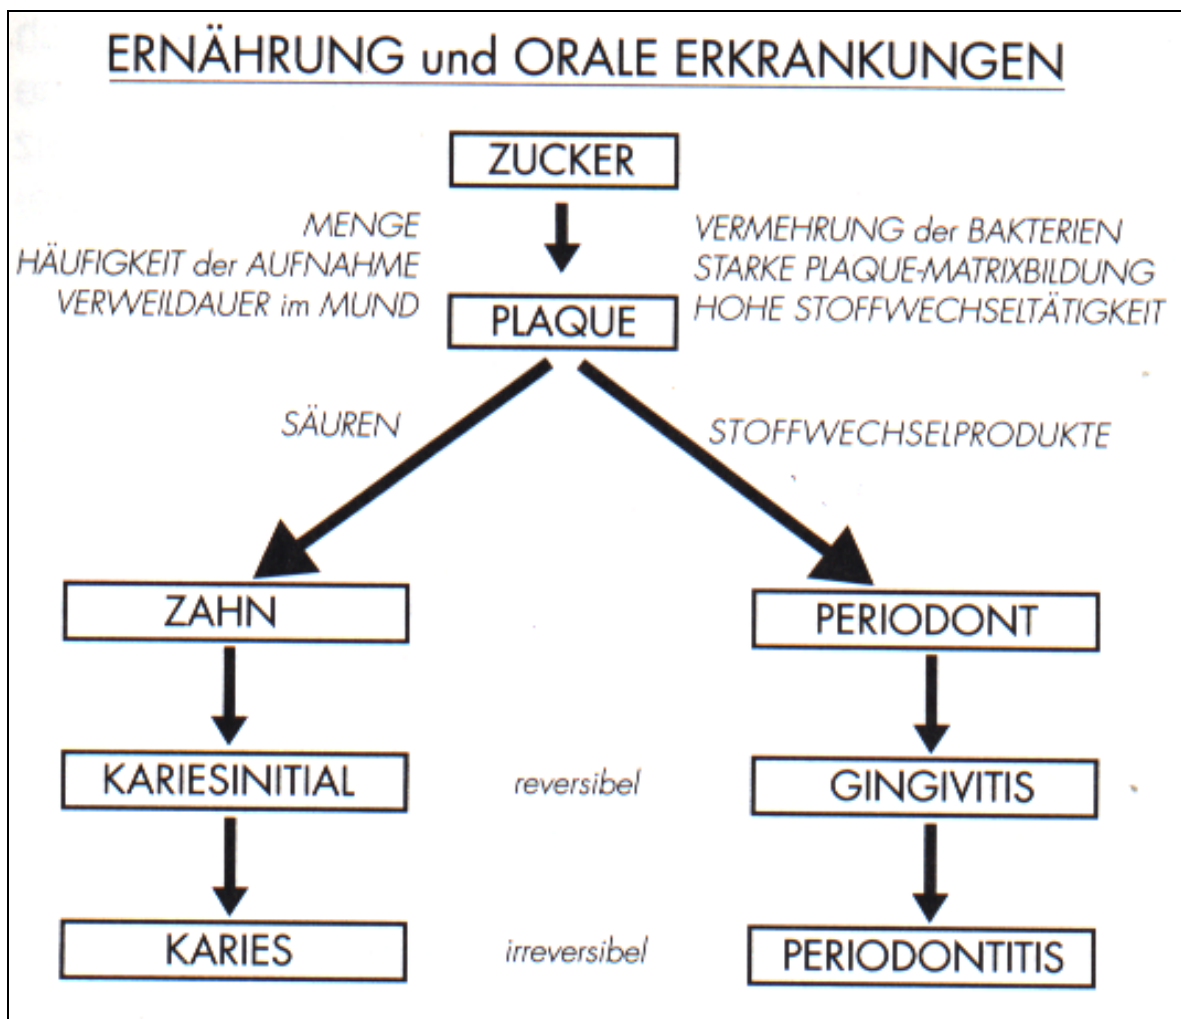 ERNÄHRUNG und ORALE ERKRANKUNGEN
ZUCKER
MENGE
HÄUFIGKEIT der AUFNAHME
VERWEILDAUER im MUND
VERMEHRUNG der BAKTERIEN
STARKE PLAQUE-MATRIXBILDUNG
HOHE STOFFWECHSELTÄTIGKEIT
PLAQUE
SÄUREN
STOFFWECHSELPRODUKTE
ZAHN
PERIODONT
KARIESINITIAL
reversibel
GINGIVITIS
KARIES
irreversibel
PERIODONTITIS